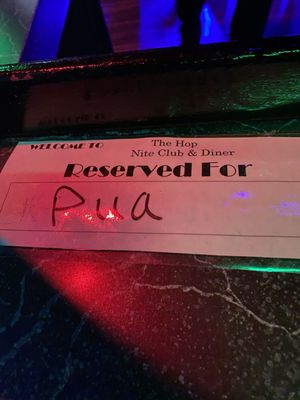 WELCOME TO The Hop
Nite Club & Diner
Reserved For
Pua